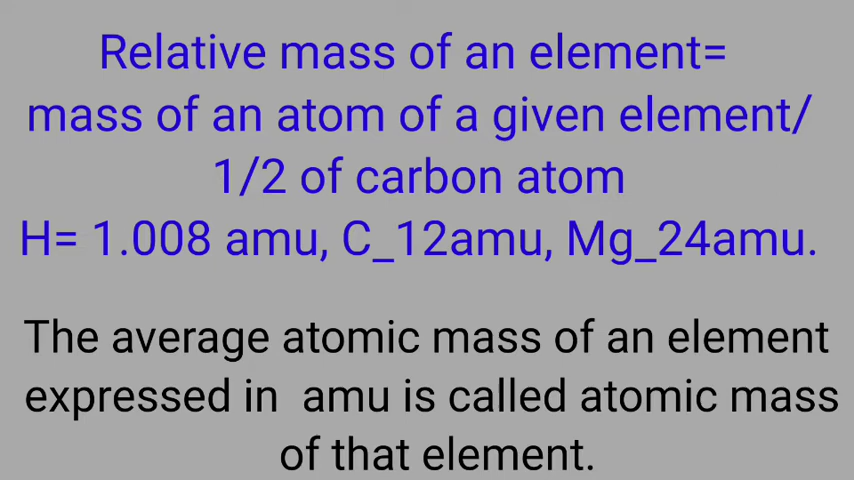 Relative mass of an element=
mass of an atom of a given element/
1/2 of carbon atom
H= 1.008 amu, C_12amu, Mg_24amu.
The average atomic mass of an element
expressed in  amu is called atomic mass
of that element.